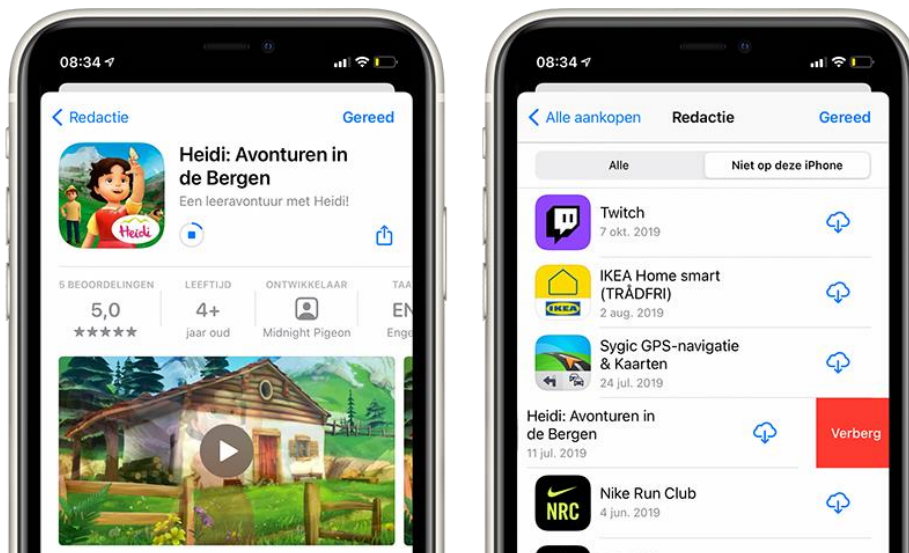 08:34
Redactie
Gereed
Heidi: Avonturen in
de Bergen
Een leeravontuur met Heidi!
Heidi
5 BEOORDELINGEN
LEEFTIJD
ONTWIKKELAAR
TAA
5,0
4+
EN
jaar oud
Midnight Pigeon
Enge
08:34
Alle aankopen
Redactie
Gereed
Alle
Niet op deze iPhone
Twitch
7 okt. 2019
IKEA Home smart
(TRÅDFRI)
IKEA
2 aug. 2019
Sygic GPS-navigatie
& Kaarten
24 jul. 2019
Heidi: Avonturen in
de Bergen
11 jul. 2019
Verberg
Nike Run Club
NRC
4 jun. 2019